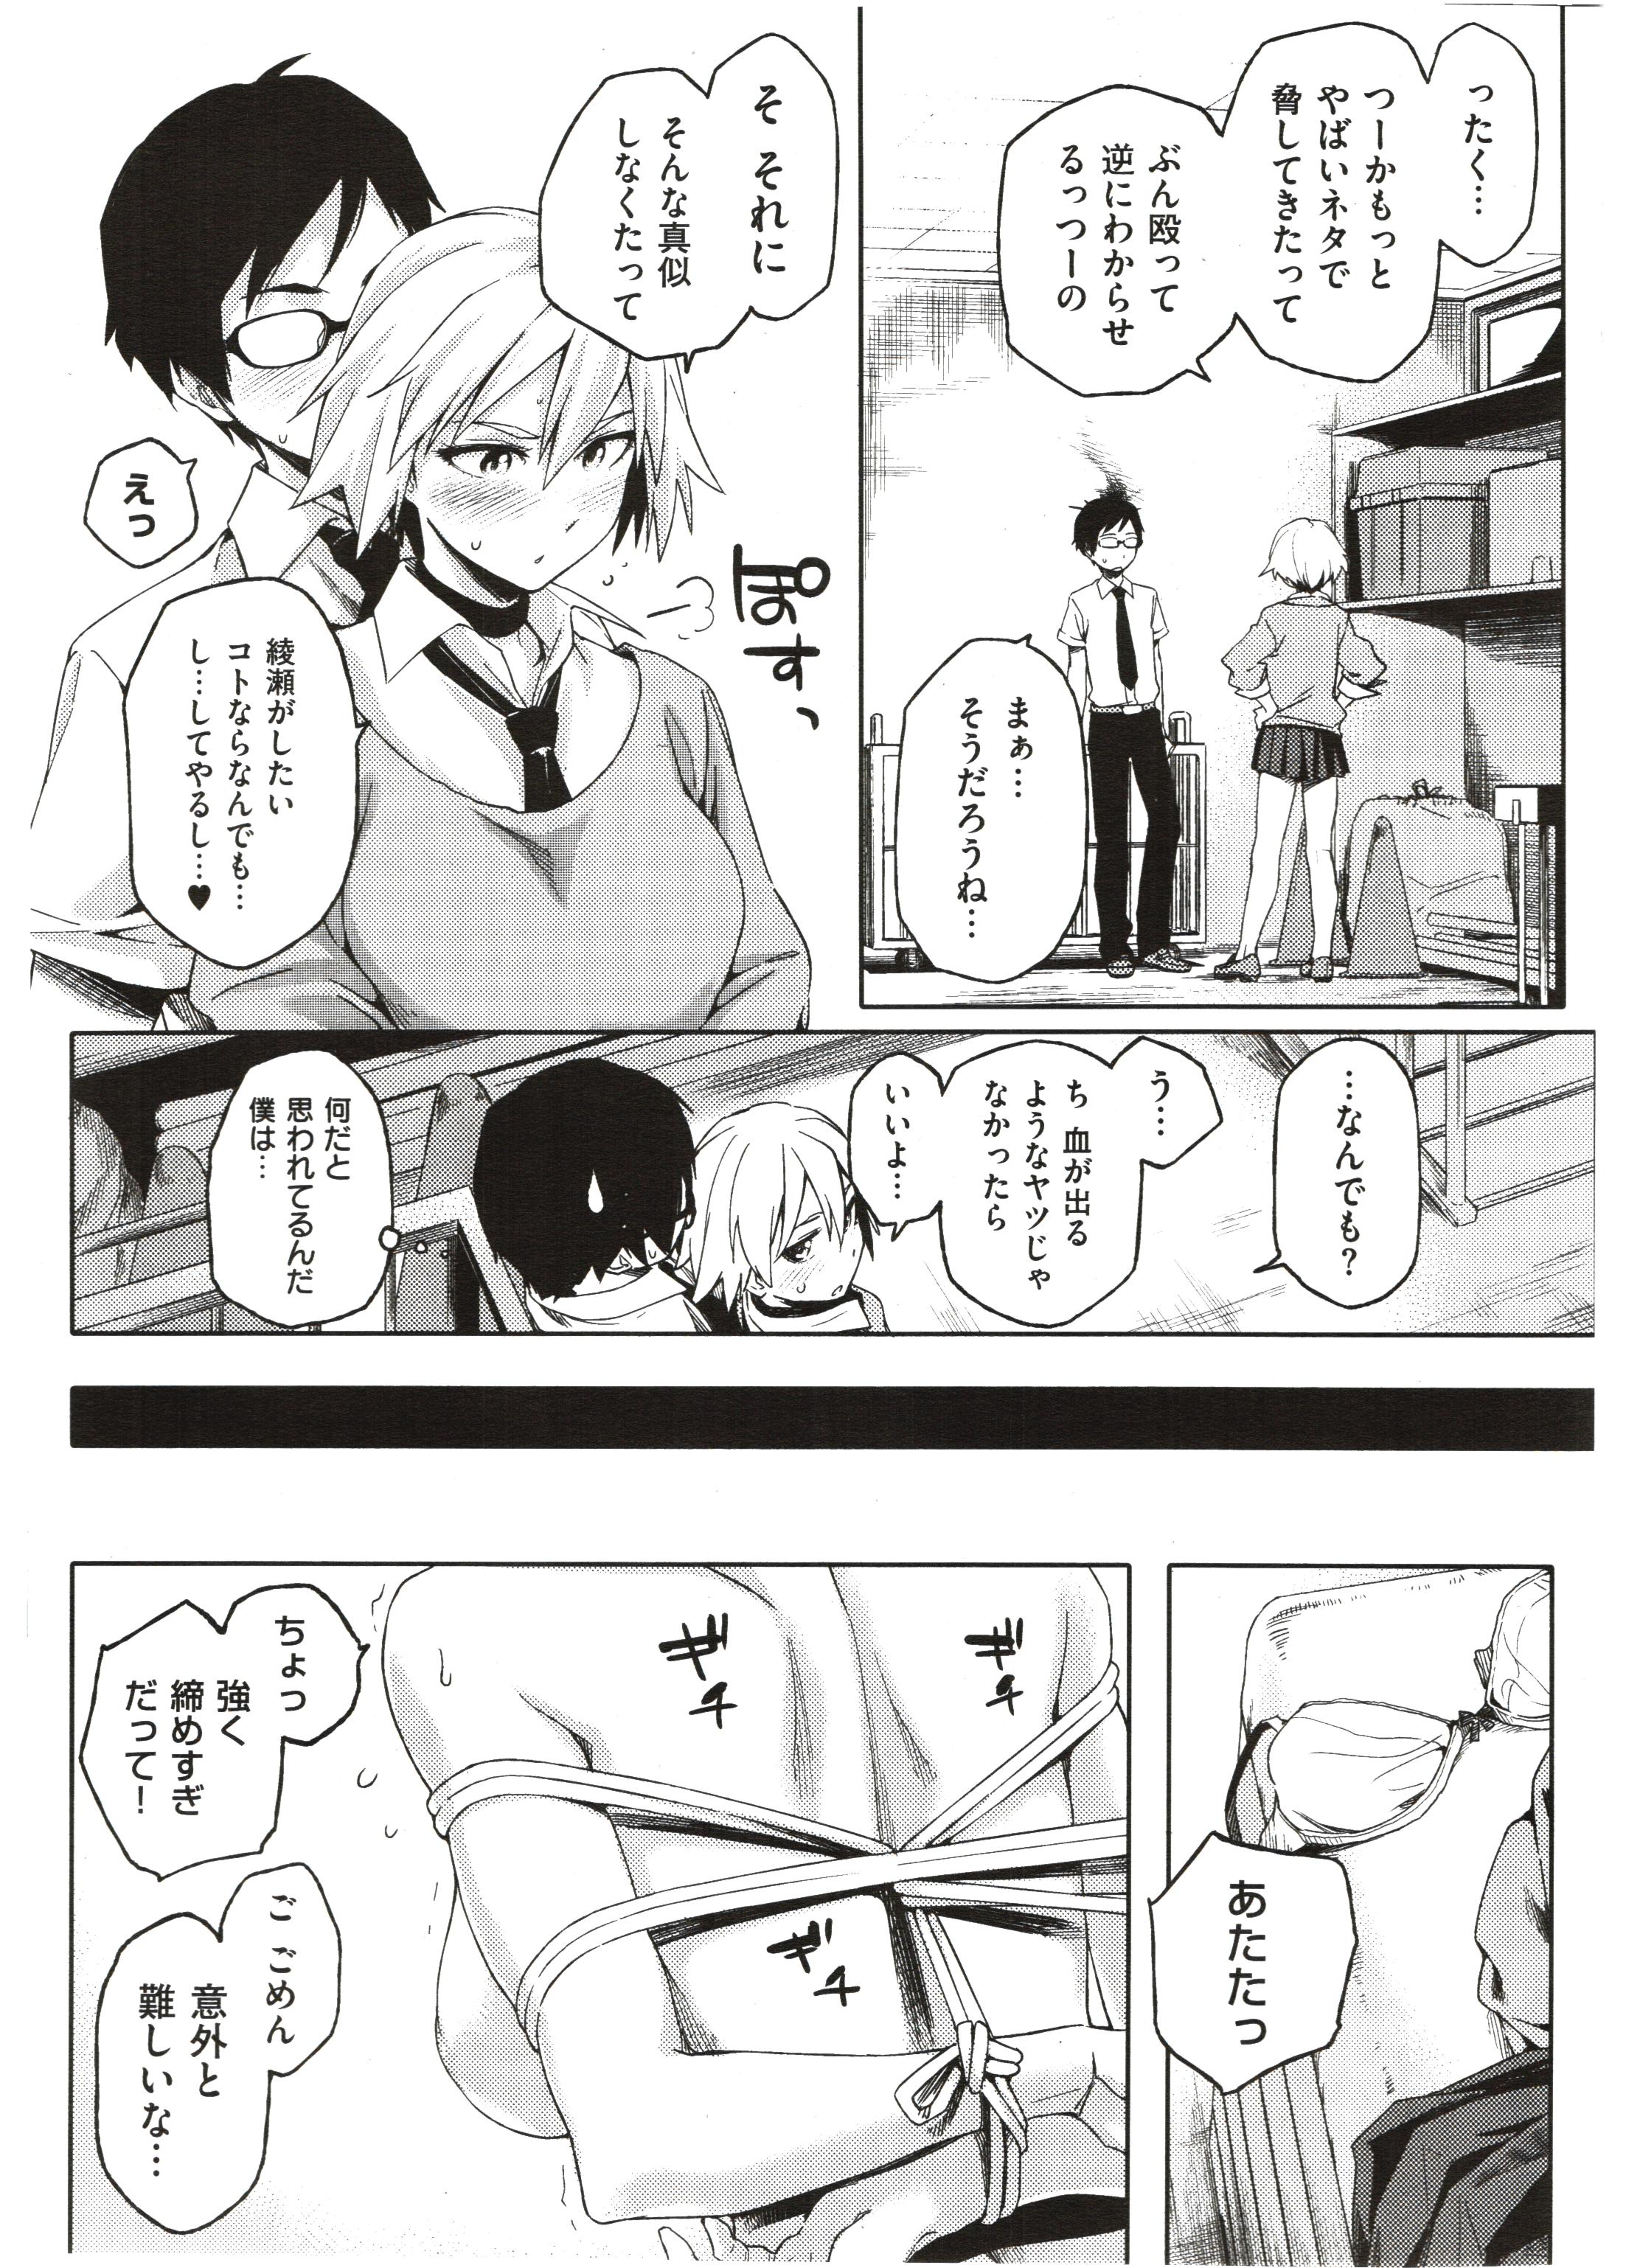 ったく…
つーかもっと
やばいネタで
脅してきたって
ぶん殴って
逆にわからせ
るっつーの
まぁ…
そうだろうね…
そ それに
そんな真似
しなくたって
ぽす、
えっ
綾瀬がしたい
コトならなんでも…
し…してやるし…♥
…なんでも?
う…
ち 血が出る
ようなヤツじゃ
なかったら
いいよ…
何だと
思われてるんだ
僕は…
あたたっ
ギチ
ギチ
ギチ
ちょっ
強く
締めすぎ
だって!
ご ごめん
意外と
難しいな…